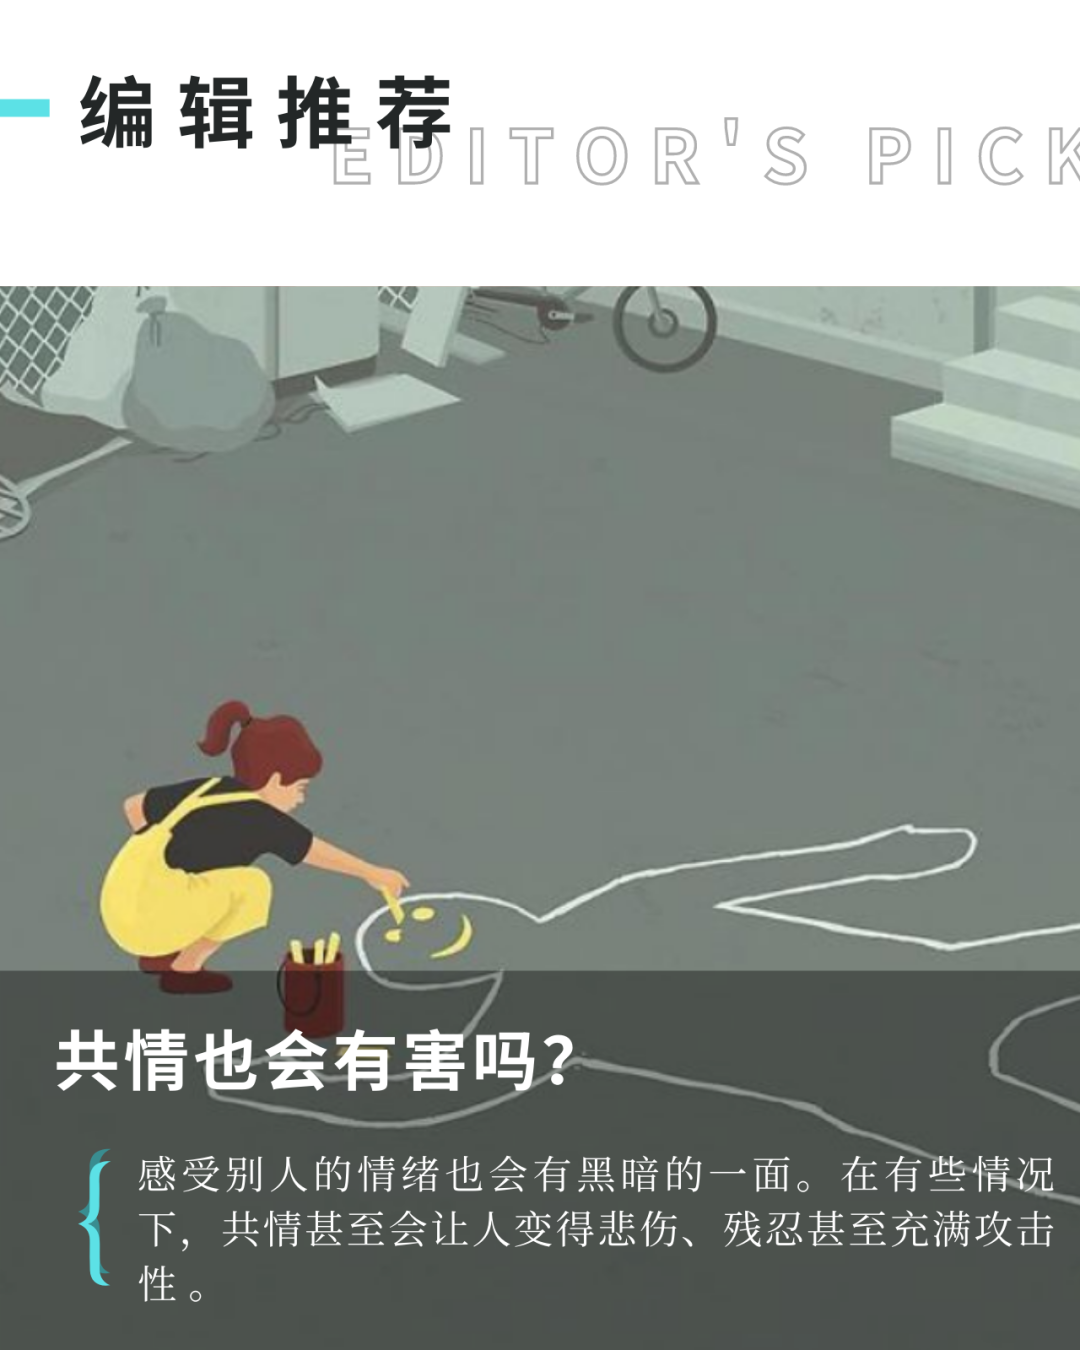 编辑推荐
EDITOR'S PICK
共情也会有害吗?
感受别人的情绪也会有黑暗的一面。在有些情况
下，共情甚至会让人变得悲伤、残忍甚至充满攻击
性。